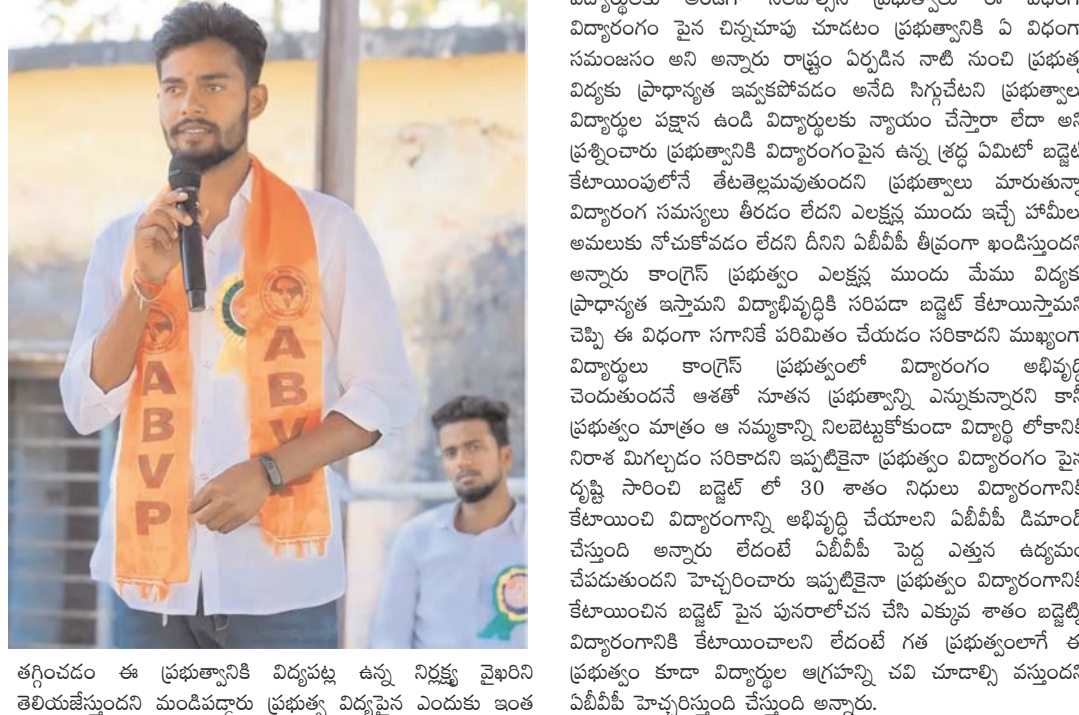 ABVP
ABV
తగ్గించడం ఈ ప్రభుత్వానికి విద్యపట్ల ఉన్న నిర్లక్ష్య వైఖరిని
తెలియజేస్తుందని మండిపడ్డారు ప్రభుత్వ విద్యపైన ఎందుకు ఇంత
విద్యార్థులకు అండగా నిలవాల్సిన ప్రభుత్వాలు ఈ విధంగా
విద్యారంగం పైన చిన్నచూపు చూడటం ప్రభుత్వానికి ఏ విధంగా
సమంజసం అని అన్నారు రాష్ట్రం ఏర్పడిన నాటి నుంచి ప్రభుత్వ
విద్యకు ప్రాధాన్యత ఇవ్వకపోవడం అనేది సిగ్గుచేటని ప్రభుత్వాలు
విద్యార్థుల పక్షాన ఉండి విద్యార్థులకు న్యాయం చేస్తారా లేదా అని
ప్రశ్నించారు ప్రభుత్వానికి విద్యారంగంపైన ఉన్న శ్రద్ధ ఏమిటో బడ్జెట్
కేటాయింపులోనే తేటతెల్లమవుతుందని ప్రభుత్వాలు మారుతున్నా
విద్యారంగ సమస్యలు తీరడం లేదని ఎలక్షన్ల ముందు ఇచ్చే హామీలు
అమలుకు నోచుకోవడం లేదని దీనిని ఏబీవీపీ తీవ్రంగా ఖండిస్తుందని
అన్నారు కాంగ్రెస్ ప్రభుత్వం ఎలక్షన్ల ముందు మేము విద్యకు
ప్రాధాన్యత ఇస్తామని విద్యాభివృద్ధికి సరిపడా బడ్జెట్ కేటాయిస్తామని
చెప్పి ఈ విధంగా సగానికే పరిమితం చేయడం సరికాదని ముఖ్యంగా
విద్యార్థులు కాంగ్రెస్ ప్రభుత్వంలో విద్యారంగం అభివృద్ధి
చెందుతుందనే ఆశతో నూతన ప్రభుత్వాన్ని ఎన్నుకున్నారని కానీ
ప్రభుత్వం మాత్రం ఆ నమ్మకాన్ని నిలబెట్టుకోకుండా విద్యార్థి లోకానికి
నిరాశ మిగల్చడం సరికాదని ఇప్పటికైనా ప్రభుత్వం విద్యారంగం పైన
దృష్టి సారించి బడ్జెట్ లో 30 శాతం నిధులు విద్యారంగానికి
కేటాయించి విద్యారంగాన్ని అభివృద్ధి చేయాలని ఏబీవీపీ డిమాండ్
చేస్తుంది అన్నారు లేదంటే ఏబీవీపీ పెద్ద ఎత్తున ఉద్యమం
చేపడుతుందని హెచ్చరించారు ఇప్పటికైనా ప్రభుత్వం విద్యారంగానికి
కేటాయించిన బడ్జెట్ పైన పునరాలోచన చేసి ఎక్కువ శాతం బడ్జెట్ని
విద్యారంగానికి కేటాయించాలని లేదంటే గత ప్రభుత్వంలాగే ఈ
ప్రభుత్వం కూడా విద్యార్థుల ఆగ్రహాన్ని చవి చూడాల్సి వస్తుందని
ఏబీవీపీ హెచ్చరిస్తుంది చేస్తుంది అన్నారు.